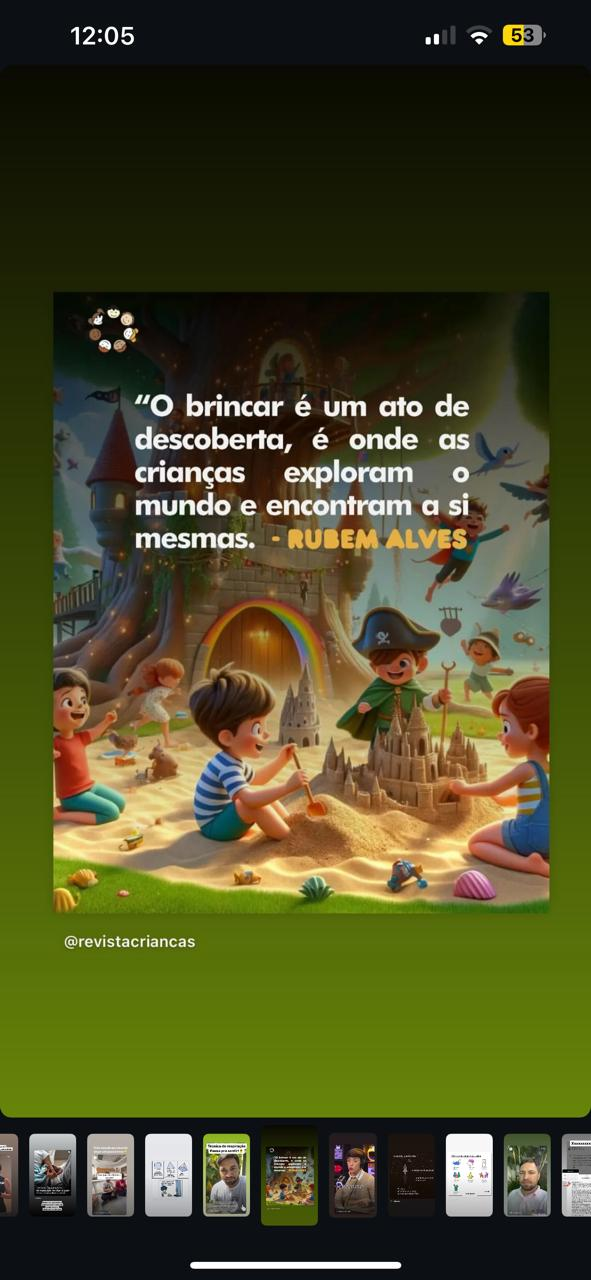 12:05
53
“O brincar é um ato de
descoberta, é onde as
crianças exploram o
mundo e encontram a si
mesmas. - RUBEM ALVES
@revistacriancas